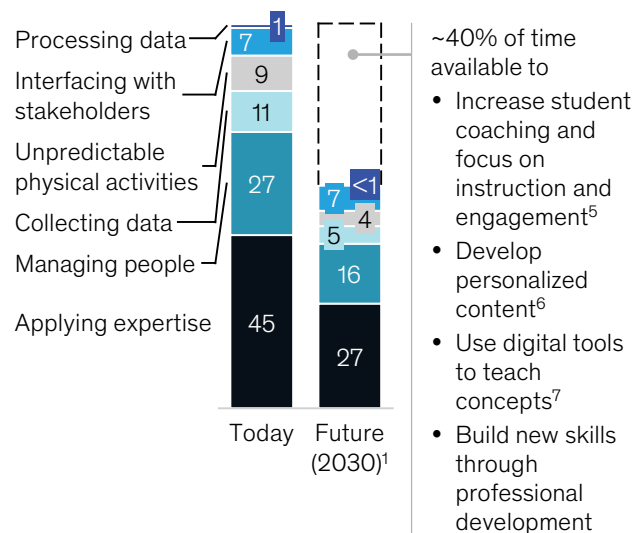 Processing data
Interfacing with
stakeholders
Unpredictable
physical activities
Collecting data
Managing people
Applying expertise
1
7
9
11
27
45
Today
<1
7
4
5
16
27
Future
(2030)¹
~40% of time
available to
• Increase student
coaching and
focus on
instruction and
engagement⁵
• Develop
personalized
content⁶
• Use digital tools
to teach
concepts⁷
• Build new skills
through
professional
development